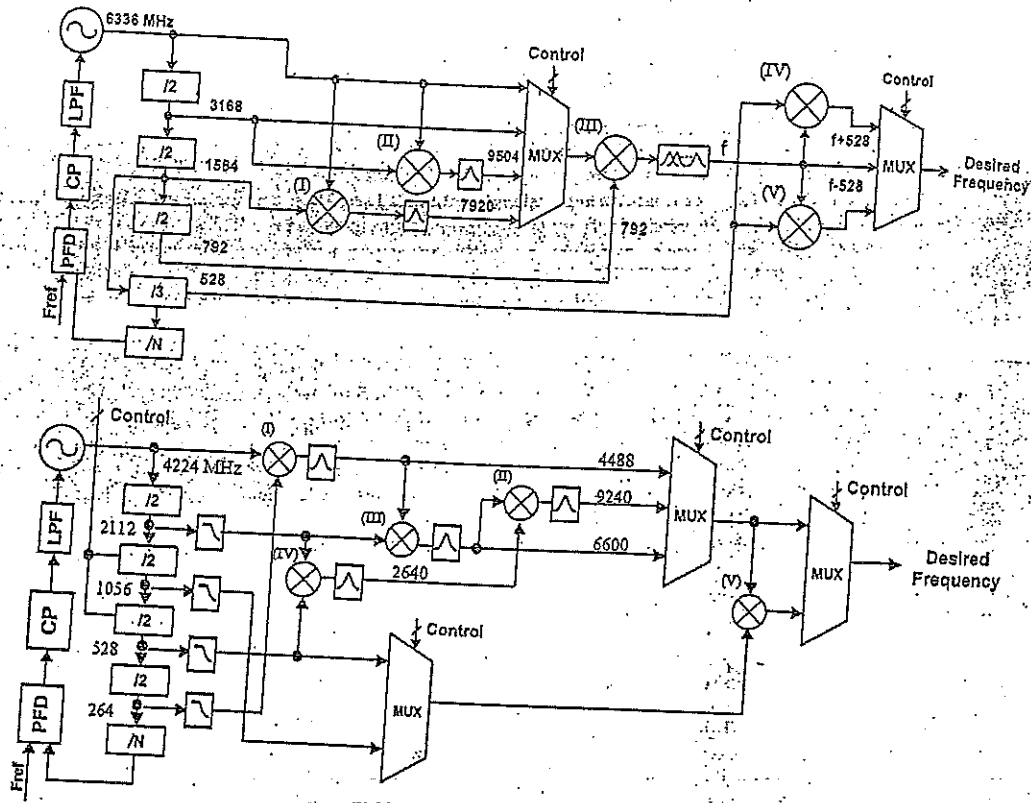 6336 MHz
LPF
CP
PFD
Fref
/2
3168
/2
1584
/2
792
528
/3
/N
(I)
(II)
9504
7920
Control
MUX
(III)
792
f
(IV)
(V)
f+528
f-528
Control
MUX
Desired
Frequency
Control
4224 MHz
LPF
CP
PFD
Fref
/2
2112
/2
1056
/2
528
/2
264
/N
(I)
(II)
(III)
(IV)
4488
9240
6600
2640
Control
MUX
Control
MUX
(V)
Control
MUX
Desired
Frequency